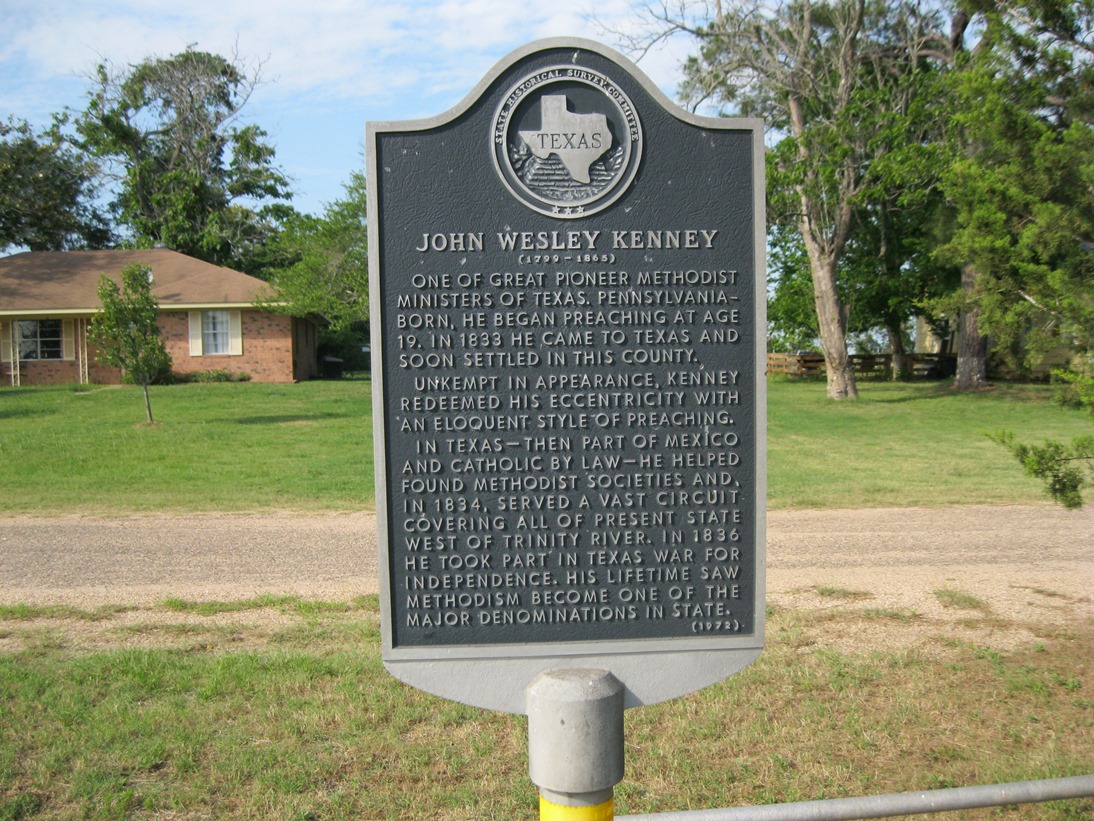 STATE HISTORICAL SURVEY COMMITTEE
TEXAS
JOHN WESLEY KENNEY
(1799-1865)
ONE OF GREAT PIONEER METHODIST
MINISTERS OF TEXAS. PENNSYLVANIA-
BORN, HE BEGAN PREACHING AT AGE
19. IN 1833 HE CAME TO TEXAS AND
SOON SETTLED IN THIS COUNTY.
UNKEMPT IN APPEARANCE, KENNEY
REDEEMED HIS ECCENTRICITY WITH
AN ELOQUENT STYLE OF PREACHING.
IN TEXAS—THEN PART OF MEXICO
AND CATHOLIC BY LAW—HE HELPED
FOUND METHODIST SOCIETIES AND,
IN 1834, SERVED A VAST CIRCUIT
COVERING ALL OF PRESENT STATE
WEST OF TRINITY RIVER. IN 1836
HE TOOK PART IN TEXAS WAR FOR
INDEPENDENCE. HIS LIFETIME SAW
METHODISM BECOME ONE OF THE
MAJOR DENOMINATIONS IN STATE.
(1972)